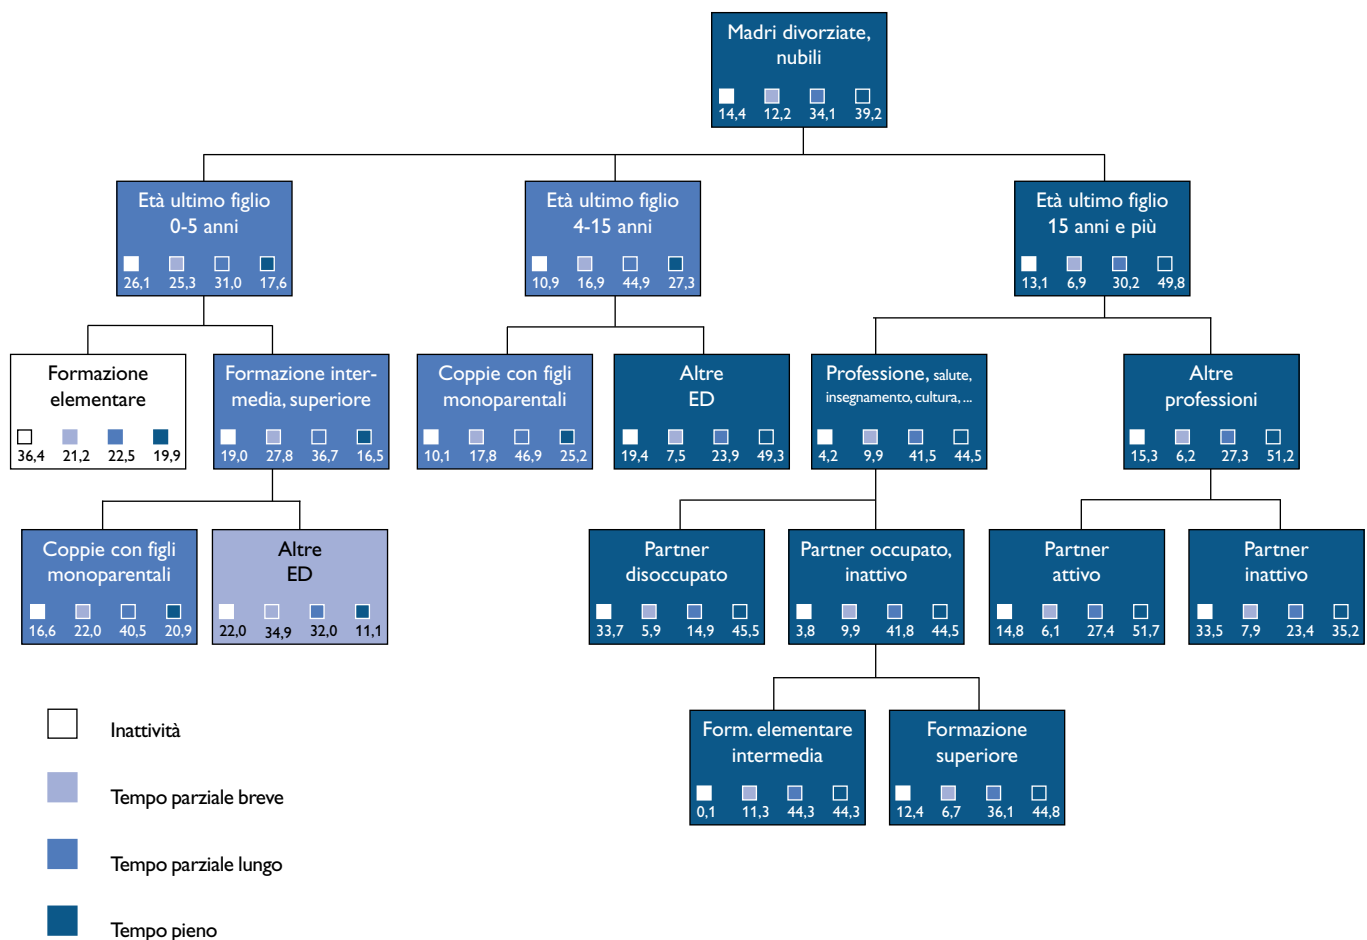 Madri divorziate,
nubili
14,4 12,2 34,1 39,2
Età ultimo figlio
0-5 anni
26,1 25,3 31,0 17,6
Età ultimo figlio
4-15 anni
10,9 16,9 44,9 27,3
Età ultimo figlio
15 anni e più
13,1 6,9 30,2 49,8
Formazione
elementare
36,4 21,2 22,5 19,9
Formazione inter-
media, superiore
19,0 27,8 36,7 16,5
Coppie con figli
monoparentali
10,1 17,8 46,9 25,2
Altre
ED
19,4 7,5 23,9 49,3
Professione, salute,
insegnamento, cultura, ...
4,2 9,9 41,5 44,5
Altre
professioni
15,3 6,2 27,3 51,2
Coppie con figli
monoparentali
16,6 22,0 40,5 20,9
Altre
ED
22,0 34,9 32,0 11,1
Partner
disoccupato
33,7 5,9 14,9 45,5
Partner occupato,
inattivo
3,8 9,9 41,8 44,5
Partner
attivo
14,8 6,1 27,4 51,7
Partner
inattivo
33,5 7,9 23,4 35,2
Form. elementare
intermedia
0,1 11,3 44,3 44,3
Formazione
superiore
12,4 6,7 36,1 44,8
Inattività
Tempo parziale breve
Tempo parziale lungo
Tempo pieno